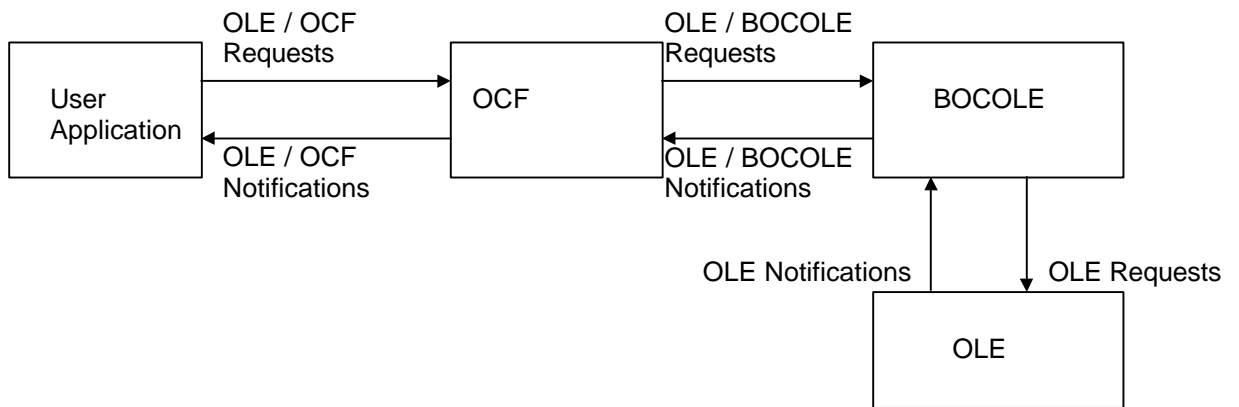 OLE / OCF
Requests
OLE / BOCOLE
Requests
User
Application
OCF
BOCOLE
OLE / OCF
Notifications
OLE / BOCOLE
Notifications
OLE Notifications
OLE Requests
OLE